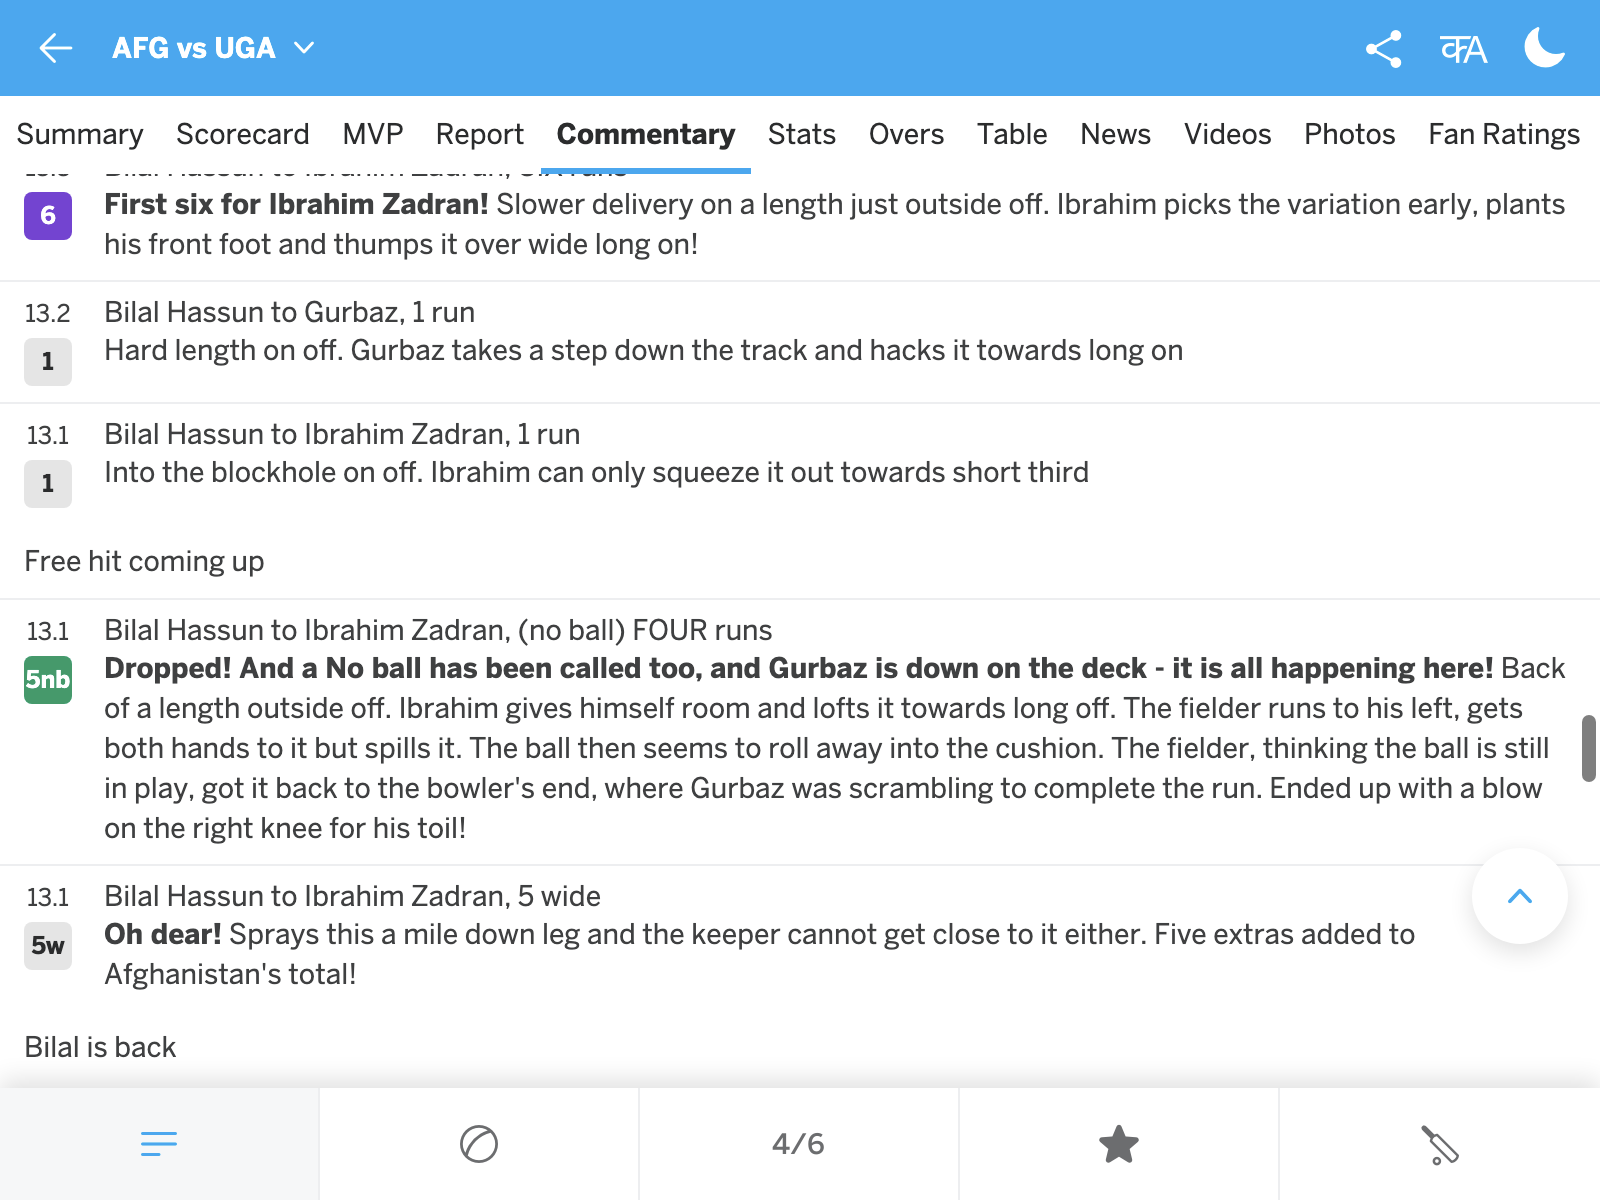 AFG vs UGA
Summary Scorecard MVP Report Commentary Stats Overs Table News Videos Photos Fan Ratings
6
First six for Ibrahim Zadran! Slower delivery on a length just outside off. Ibrahim picks the variation early, plants
his front foot and thumps it over wide long on!
13.2 Bilal Hassun to Gurbaz, 1 run
1 Hard length on off. Gurbaz takes a step down the track and hacks it towards long on
13.1 Bilal Hassun to Ibrahim Zadran, 1 run
1 Into the blockhole on off. Ibrahim can only squeeze it out towards short third
Free hit coming up
13.1 Bilal Hassun to Ibrahim Zadran, (no ball) FOUR runs
5nb Dropped! And a No ball has been called too, and Gurbaz is down on the deck - it is all happening here! Back
of a length outside off. Ibrahim gives himself room and lofts it towards long off. The fielder runs to his left, gets
both hands to it but spills it. The ball then seems to roll away into the cushion. The fielder, thinking the ball is still
in play, got it back to the bowler's end, where Gurbaz was scrambling to complete the run. Ended up with a blow
on the right knee for his toil!
13.1 Bilal Hassun to Ibrahim Zadran, 5 wide
5w Oh dear! Sprays this a mile down leg and the keeper cannot get close to it either. Five extras added to
Afghanistan's total!
Bilal is back
4/6